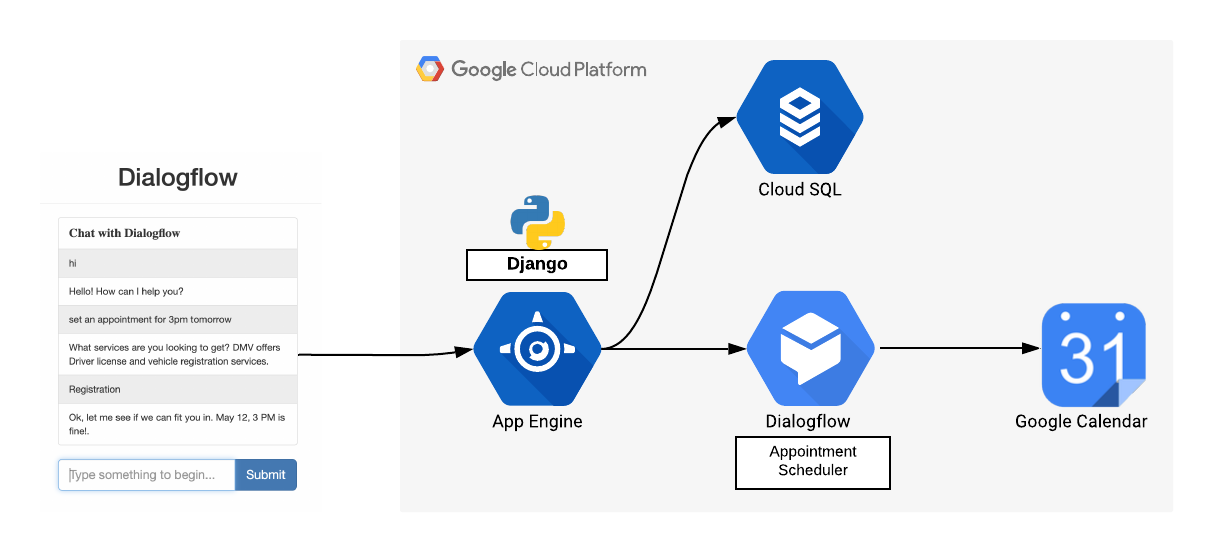 Google Cloud Platform
Dialogflow
Chat with Dialogflow
hi
Hello! How can I help you?
set an appointment for 3pm tomorrow
What services are you looking to get? DMV offers
Driver license and vehicle registration services.
Registration
Ok, let me see if we can fit you in. May 12, 3 PM is
fine!.
Type something to begin...
Submit
Django
App Engine
Cloud SQL
Dialogflow
Appointment
Scheduler
31
Google Calendar